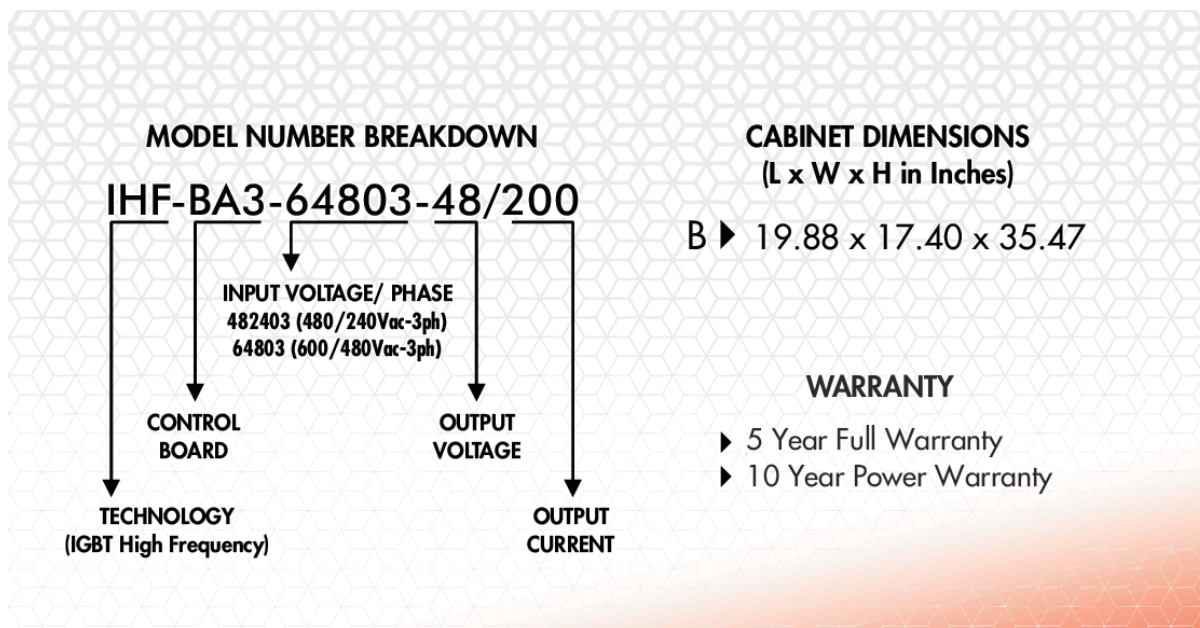 MODEL NUMBER BREAKDOWN
IHF-BA3-64803-48/200
INPUT VOLTAGE/ PHASE
482403 (480/240Vac-3ph)
64803 (600/480Vac-3ph)
CONTROL
BOARD
OUTPUT
VOLTAGE
TECHNOLOGY
(IGBT High Frequency)
OUTPUT
CURRENT
CABINET DIMENSIONS
(L x W x H in Inches)
B ▶ 19.88 x 17.40 x 35.47
WARRANTY
▶ 5 Year Full Warranty
▶ 10 Year Power Warranty